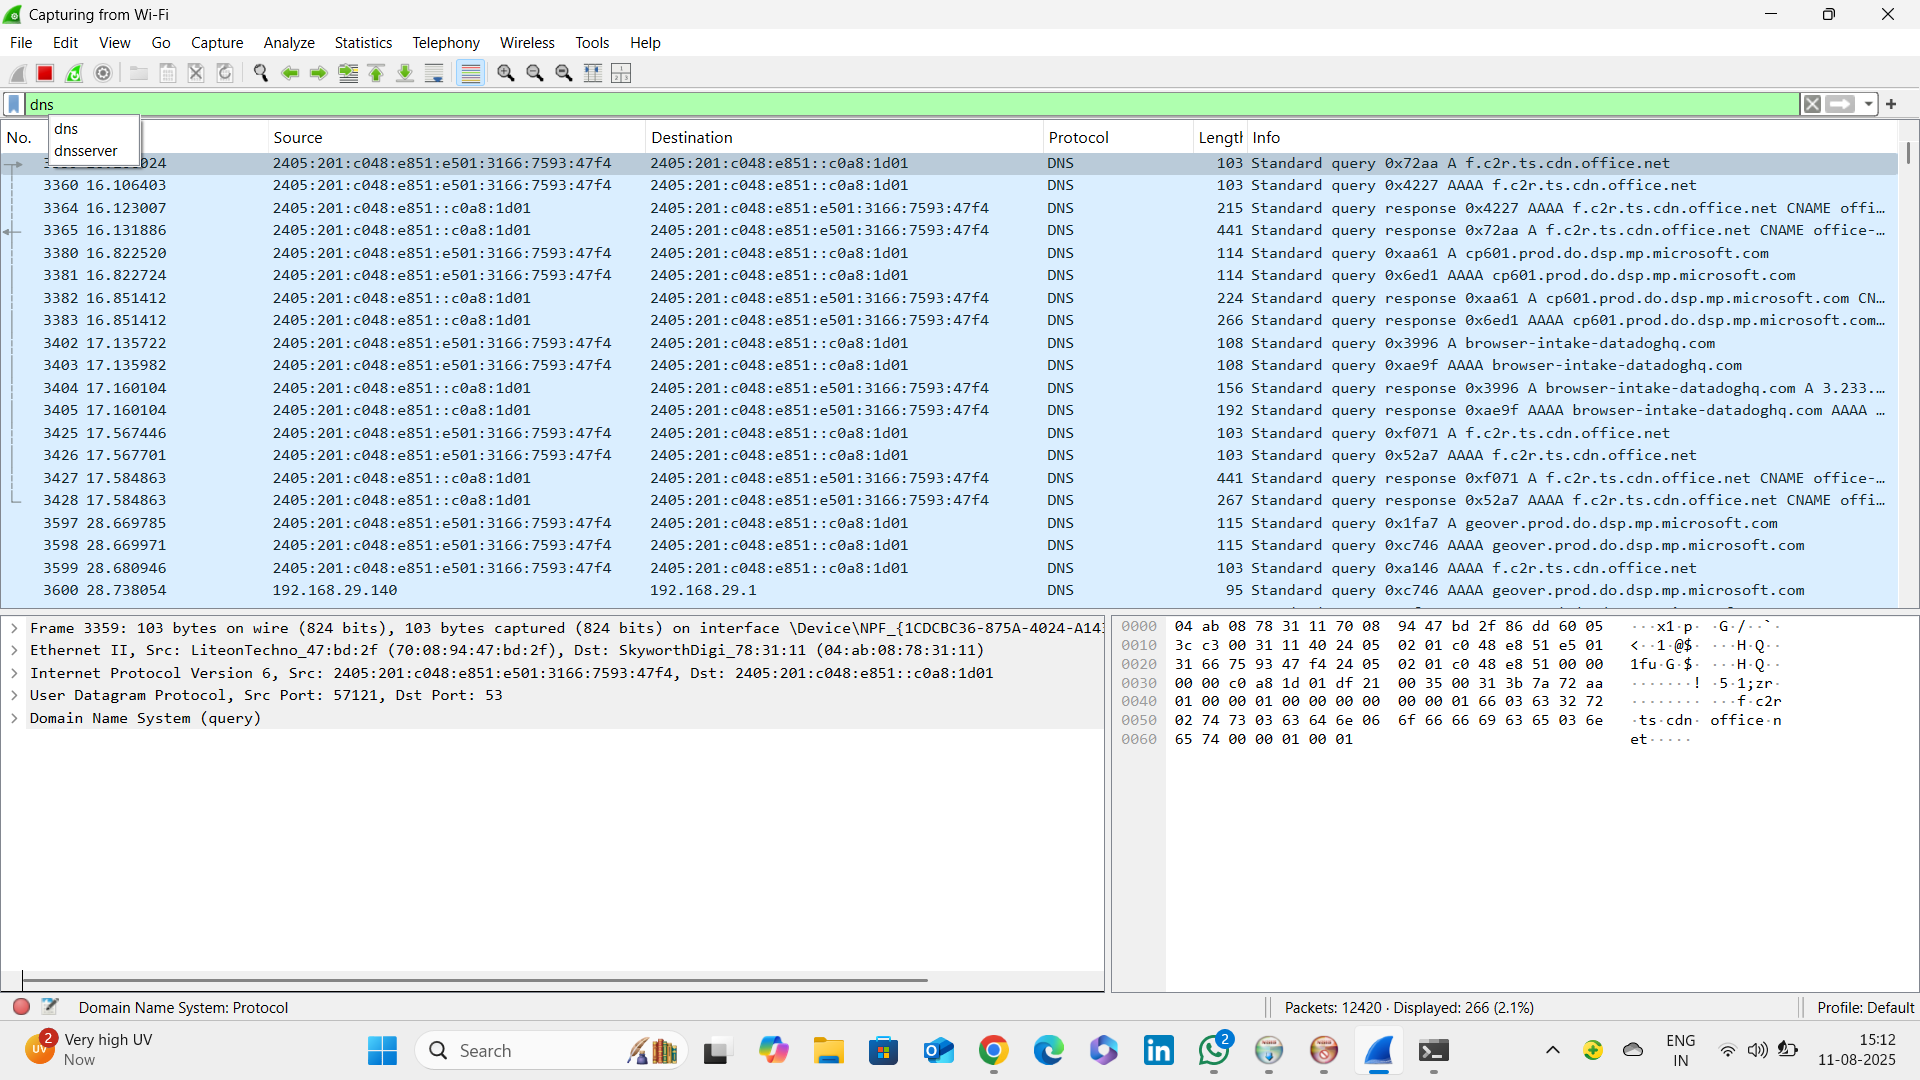 Capturing from Wi-Fi
File Edit View Go Capture Analyze Statistics Telephony Wireless Tools Help
dns
dns
dnsserver
No. Source Destination Protocol Length Info
2405:201:c048:e851:e501:3166:7593:47f4 2405:201:c048:e851::c0a8:1d01 DNS 103 Standard query 0x72aa A f.c2r.ts.cdn.office.net
3360 16.106403 2405:201:c048:e851:e501:3166:7593:47f4 2405:201:c048:e851::c0a8:1d01 DNS 103 Standard query 0x4227 AAAA f.c2r.ts.cdn.office.net
3364 16.123007 2405:201:c048:e851::c0a8:1d01 2405:201:c048:e851:e501:3166:7593:47f4 DNS 215 Standard query response 0x4227 AAAA f.c2r.ts.cdn.office.net CNAME offi…
3365 16.131886 2405:201:c048:e851::c0a8:1d01 2405:201:c048:e851:e501:3166:7593:47f4 DNS 441 Standard query response 0x72aa A f.c2r.ts.cdn.office.net CNAME office-…
3380 16.822520 2405:201:c048:e851:e501:3166:7593:47f4 2405:201:c048:e851::c0a8:1d01 DNS 114 Standard query 0xaa61 A cp601.prod.do.dsp.mp.microsoft.com
3381 16.822724 2405:201:c048:e851:e501:3166:7593:47f4 2405:201:c048:e851::c0a8:1d01 DNS 114 Standard query 0x6ed1 AAAA cp601.prod.do.dsp.mp.microsoft.com
3382 16.851412 2405:201:c048:e851::c0a8:1d01 2405:201:c048:e851:e501:3166:7593:47f4 DNS 224 Standard query response 0xaa61 A cp601.prod.do.dsp.mp.microsoft.com CN…
3383 16.851412 2405:201:c048:e851::c0a8:1d01 2405:201:c048:e851:e501:3166:7593:47f4 DNS 266 Standard query response 0x6ed1 AAAA cp601.prod.do.dsp.mp.microsoft.com…
3402 17.135722 2405:201:c048:e851:e501:3166:7593:47f4 2405:201:c048:e851::c0a8:1d01 DNS 108 Standard query 0x3996 A browser-intake-datadoghq.com
3403 17.135982 2405:201:c048:e851:e501:3166:7593:47f4 2405:201:c048:e851::c0a8:1d01 DNS 108 Standard query 0xae9f AAAA browser-intake-datadoghq.com
3404 17.160104 2405:201:c048:e851::c0a8:1d01 2405:201:c048:e851:e501:3166:7593:47f4 DNS 156 Standard query response 0x3996 A browser-intake-datadoghq.com A 3.233.…
3405 17.160104 2405:201:c048:e851::c0a8:1d01 2405:201:c048:e851:e501:3166:7593:47f4 DNS 192 Standard query response 0xae9f AAAA browser-intake-datadoghq.com AAAA …
3425 17.567446 2405:201:c048:e851:e501:3166:7593:47f4 2405:201:c048:e851::c0a8:1d01 DNS 103 Standard query 0xf071 A f.c2r.ts.cdn.office.net
3426 17.567701 2405:201:c048:e851:e501:3166:7593:47f4 2405:201:c048:e851::c0a8:1d01 DNS 103 Standard query 0x52a7 AAAA f.c2r.ts.cdn.office.net
3427 17.584863 2405:201:c048:e851::c0a8:1d01 2405:201:c048:e851:e501:3166:7593:47f4 DNS 441 Standard query response 0xf071 A f.c2r.ts.cdn.office.net CNAME office-…
3428 17.584863 2405:201:c048:e851::c0a8:1d01 2405:201:c048:e851:e501:3166:7593:47f4 DNS 267 Standard query response 0x52a7 AAAA f.c2r.ts.cdn.office.net CNAME offi…
3597 28.669785 2405:201:c048:e851:e501:3166:7593:47f4 2405:201:c048:e851::c0a8:1d01 DNS 115 Standard query 0x1fa7 A geover.prod.do.dsp.mp.microsoft.com
3598 28.669971 2405:201:c048:e851:e501:3166:7593:47f4 2405:201:c048:e851::c0a8:1d01 DNS 115 Standard query 0xc746 AAAA geover.prod.do.dsp.mp.microsoft.com
3599 28.680946 2405:201:c048:e851:e501:3166:7593:47f4 2405:201:c048:e851::c0a8:1d01 DNS 103 Standard query 0xa146 AAAA f.c2r.ts.cdn.office.net
3600 28.738054 192.168.29.140 192.168.29.1 DNS 95 Standard query 0xc746 AAAA geover.prod.do.dsp.mp.microsoft.com
Frame 3359: 103 bytes on wire (824 bits), 103 bytes captured (824 bits) on interface \Device\NPF_{1CDCBC36-875A-4024-A14
Ethernet II, Src: LiteonTechno_47:bd:2f (70:08:94:47:bd:2f), Dst: SkyworthDigi_78:31:11 (04:ab:08:78:31:11)
Internet Protocol Version 6, Src: 2405:201:c048:e851:e501:3166:7593:47f4, Dst: 2405:201:c048:e851::c0a8:1d01
User Datagram Protocol, Src Port: 57121, Dst Port: 53
Domain Name System (query)
0000 04 ab 08 78 31 11 70 08 94 47 bd 2f 86 dd 60 05 ···x1·p· ·G·/··`·
0010 3c c3 00 31 11 40 24 05 02 01 c0 48 e8 51 e5 01 <··1·@$· ···H·Q··
0020 31 66 75 93 47 f4 24 05 02 01 c0 48 e8 51 00 00 1fu·G·$· ···H·Q··
0030 00 00 c0 a8 1d 01 df 21 00 35 00 31 3b 7a 72 aa ·······! ·5·1;zr·
0040 01 00 00 01 00 00 00 00 00 00 01 66 03 63 32 72 ········ ···f·c2r
0050 02 74 73 03 63 64 6e 06 6f 66 66 69 63 65 03 6e ·ts·cdn· office·n
0060 65 74 00 00 01 00 01 et·····
Domain Name System: Protocol
Packets: 12420 · Displayed: 266 (2.1%)
Profile: Default
UV
2
Very high UV
Now
Search
2
ENG
IN
15:12
11-08-2025